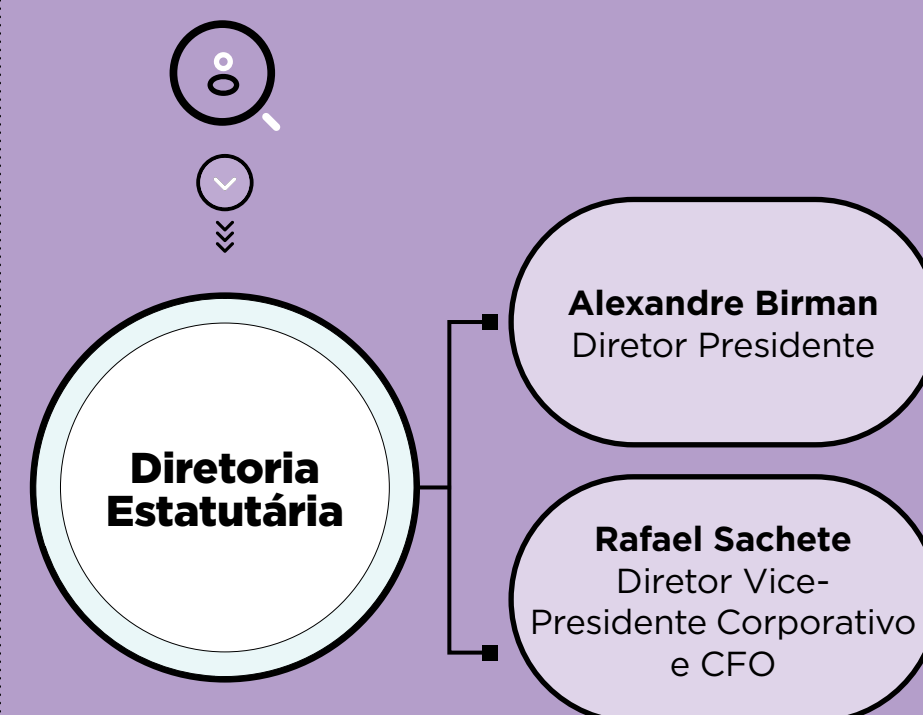 Diretoria
Estatutária
Alexandre Birman
Diretor Presidente
Rafael Sachete
Diretor Vice-
Presidente Corporativo
e CFO